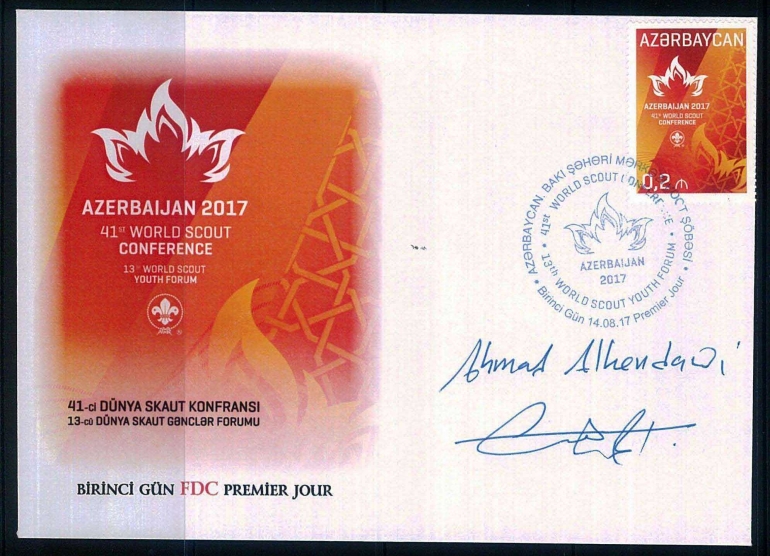 AZERBAIJAN 2017
41ST WORLD SCOUT
CONFERENCE
13TH WORLD SCOUT
YOUTH FORUM
41-Cİ DÜNYA SKAUT KONFRANSI
13-CÜ DÜNYA SKAUT GƏNCLƏR FORUMU
BİRİNCİ GÜN FDC PREMIER JOUR
AZƏRBAYCAN
AZERBAIJAN 2017
41ST WORLD SCOUT
CONFERENCE
0,2 ₼
AZƏRBAYCAN, BAKI ŞƏHƏRİ POÇT ŞÖBƏSİ
41st WORLD SCOUT CONFERENCE
AZERBAIJAN
2017
13th WORLD SCOUT YOUTH FORUM
Birinci Gün 14.08.17 Premier Jour
Ahmad Alhendawi